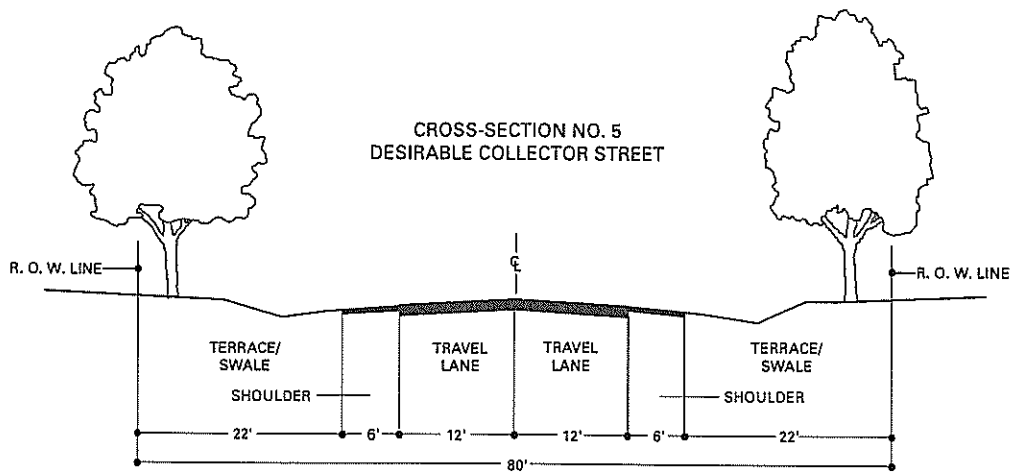 CROSS-SECTION NO. 5
DESIRABLE COLLECTOR STREET
℄
R. O. W. LINE
R. O. W. LINE
TERRACE/
SWALE
TRAVEL
LANE
TRAVEL
LANE
TERRACE/
SWALE
SHOULDER
SHOULDER
22'
6'
12'
12'
6'
22'
80'